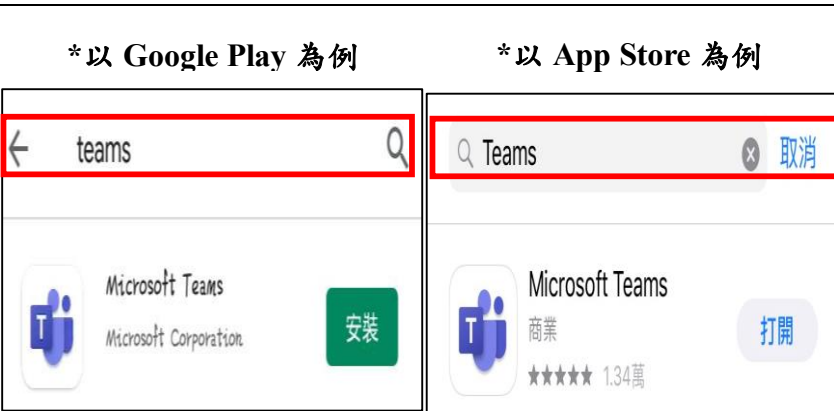 *以 Google Play 為例
*以 App Store 為例
teams
Microsoft Teams
Microsoft Corporation
安裝
Teams
取消
Microsoft Teams
商業
1.34萬
打開
T
T